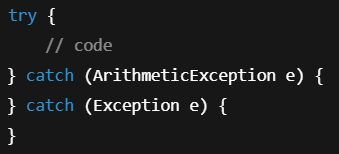 try {
    // code
} catch (ArithmeticException e) {
} catch (Exception e) {
}